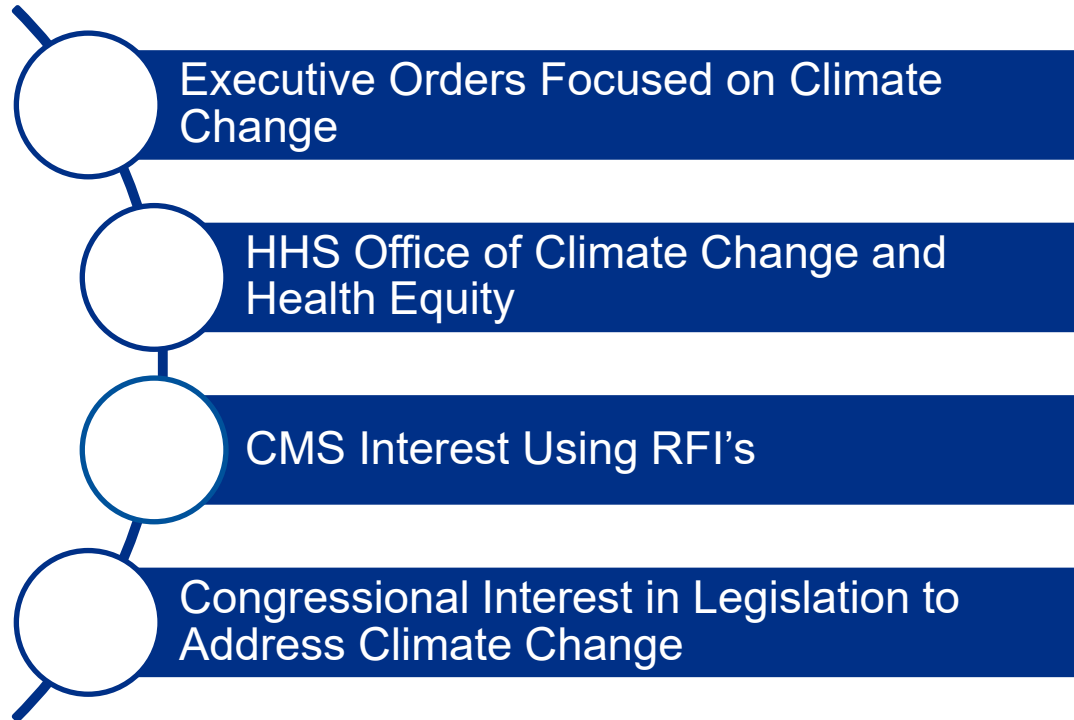 Executive Orders Focused on Climate
Change
HHS Office of Climate Change and
Health Equity
CMS Interest Using RFI’s
Congressional Interest in Legislation to
Address Climate Change